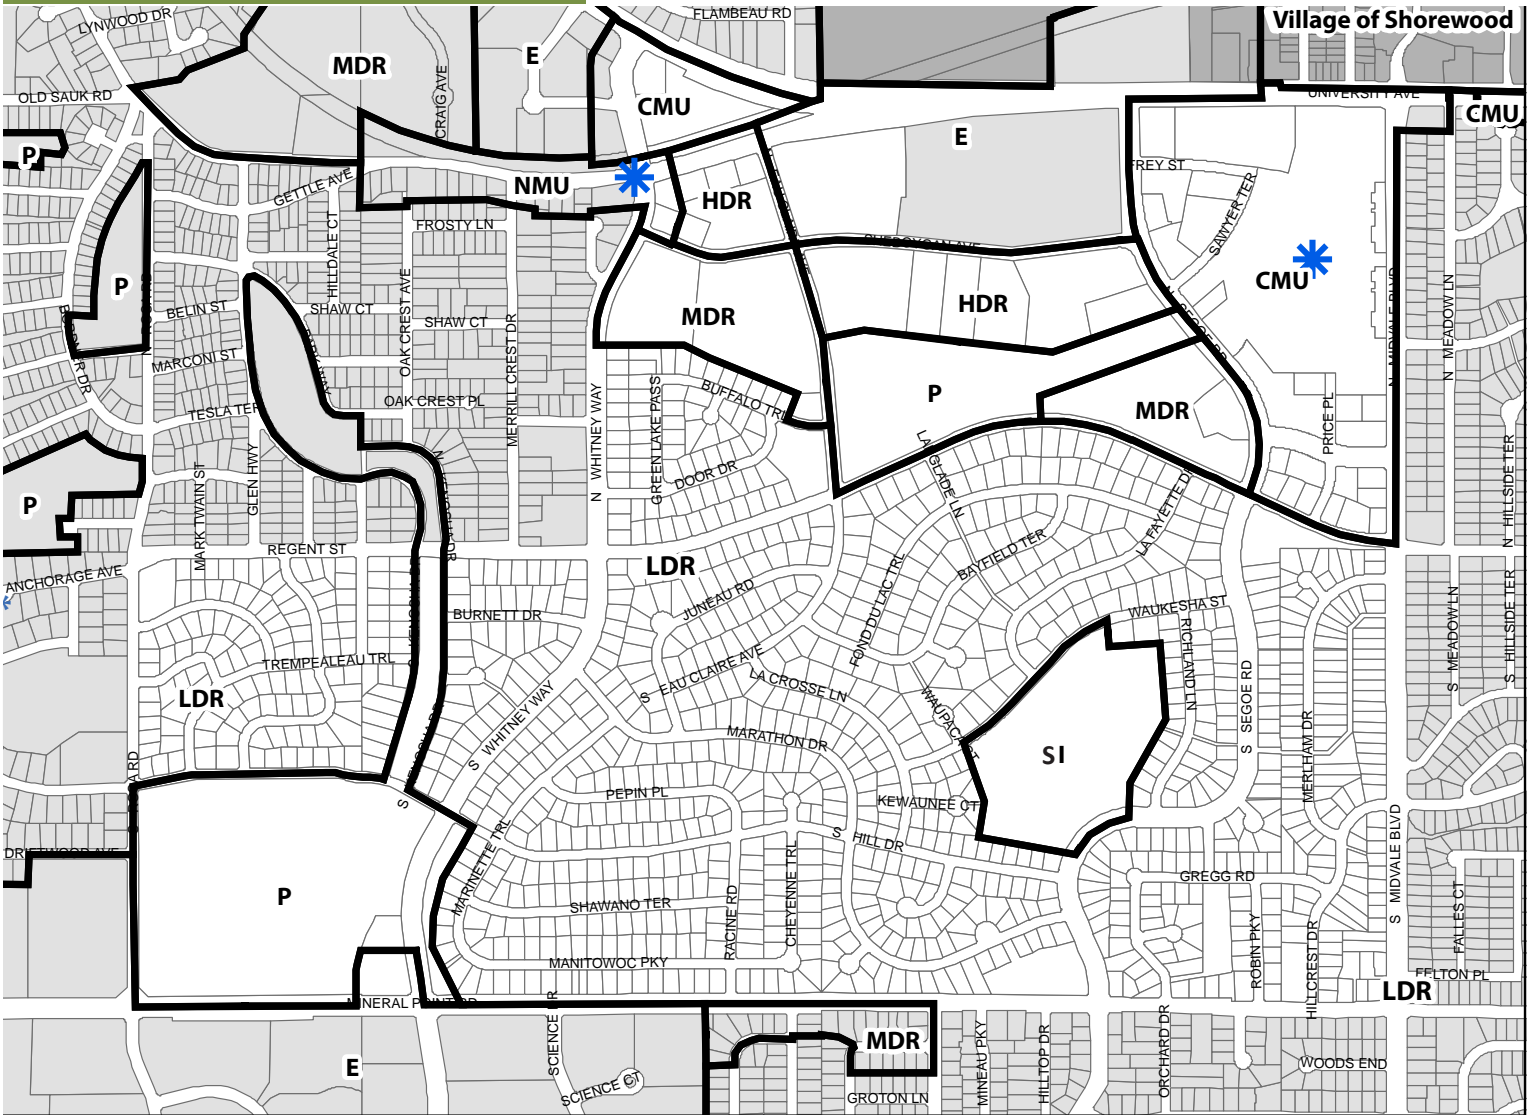 LYNWOOD DR
FLAMBEAU RD
Village of Shorewood
MDR
E
OLD SAUK RD
CRAIG AVE
CMU
UNIVERSITY AVE
CMU
P
E
FREY ST
GETTLE AVE
NMU
HDR
SAWYER TER
FROSTY LN
HILLDALE CT
SHEBOYGAN AVE
CMU
P
OAK CREST AVE
BELIN ST
SHAW CT
SHAW CT
MDR
HDR
N MIDVALE BLVD
N MEADOW LN
N SEGOE RD
MARCONI ST
MERRILL CREST DR
OAK CREST PL
TESLA TER
BUFFALO TRL
GREEN LAKE PASS
N WHITNEY WAY
P
MDR
PRICE PL
LA GLADE LN
GLEN HWY
MARK TWAIN ST
DOOR DR
P
LA FAYETTE DR
N HILLSIDE TER
REGENT ST
LDR
BAYFIELD TER
ANCHORAGE AVE
BURNETT DR
JUNEAU RD
FOND DU LAC TRL
WAUKESHA ST
RICHLAND LN
S MEADOW LN
S HILLSIDE TER
TREMPEALEAU TRL
LDR
S EAU CLAIRE AVE
LA CROSSE LN
WAUPACA CT
S WHITNEY WAY
MARATHON DR
SI
S SEGOE RD
MERLHAM DR
PEPIN PL
KEWAUNEE CT
S HILL DR
S MIDVALE BLVD
DRIFTWOOD AVE
MARINETTE TRL
GREGG RD
P
SHAWANO TER
RACINE RD
CHEYENNE TRL
ROBIN PKY
HILLCREST DR
FALLES CT
MANITOWOC PKY
FELTON PL
LDR
MINERAL POINT RD
SCIENCE DR
MDR
MINEAU PKY
HILLTOP DR
ORCHARD DR
E
WOODS END
SCIENCE CT
GROTON LN